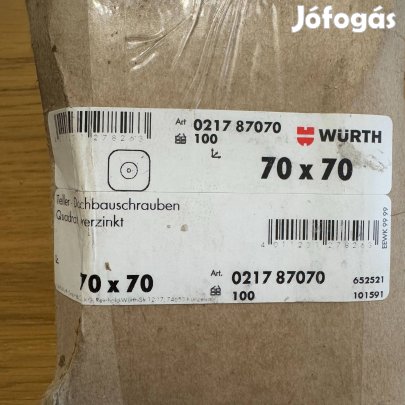 Jófogás
Art. 0217 87070
100
WÜRTH
278263
70 x 70
Teller Dachbauschrauben
Quadrat verzinkt
EEWK 99.99
70 x 70
Art. 0217 87070
100
652521
101591